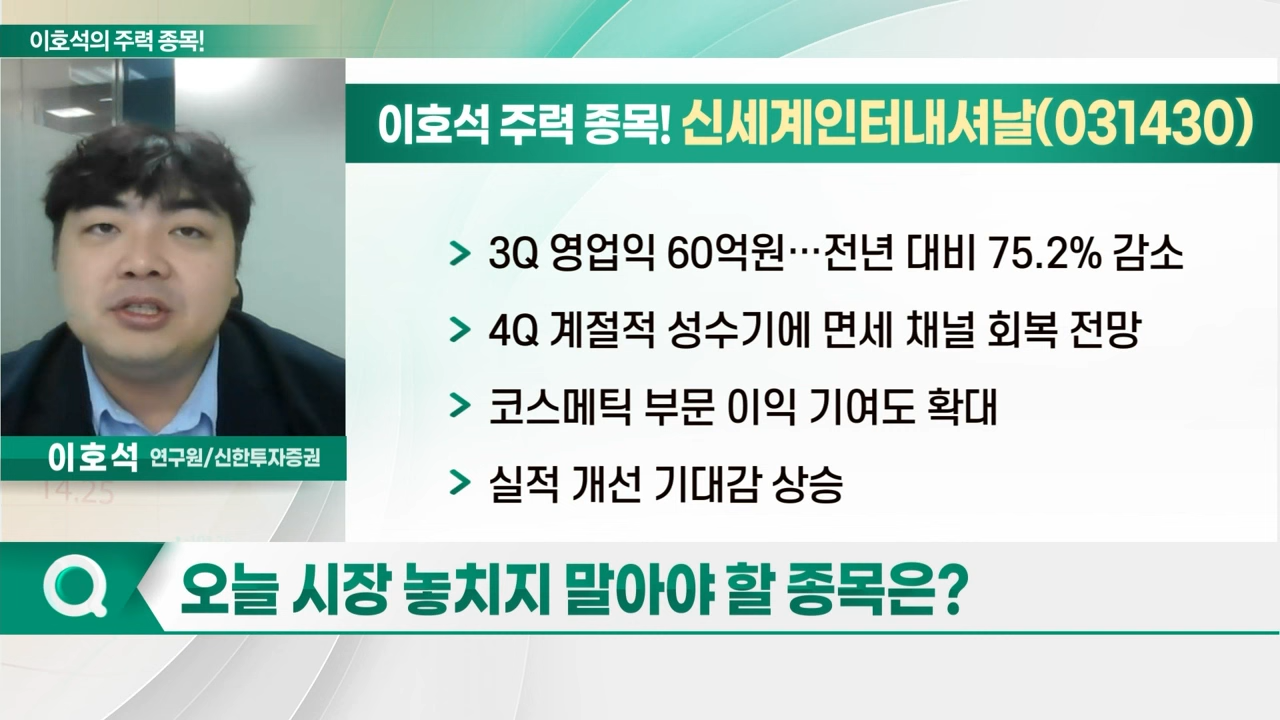 이호석의 주력 종목!
이호석 주력 종목! 신세계인터내셔날(031430)
> 3Q 영업익 60억원…전년 대비 75.2% 감소
> 4Q 계절적 성수기에 면세 채널 회복 전망
> 코스메틱 부문 이익 기여도 확대
> 실적 개선 기대감 상승
이호석 연구원/신한투자증권
14.25
Q 오늘 시장 놓치지 말아야 할 종목은?